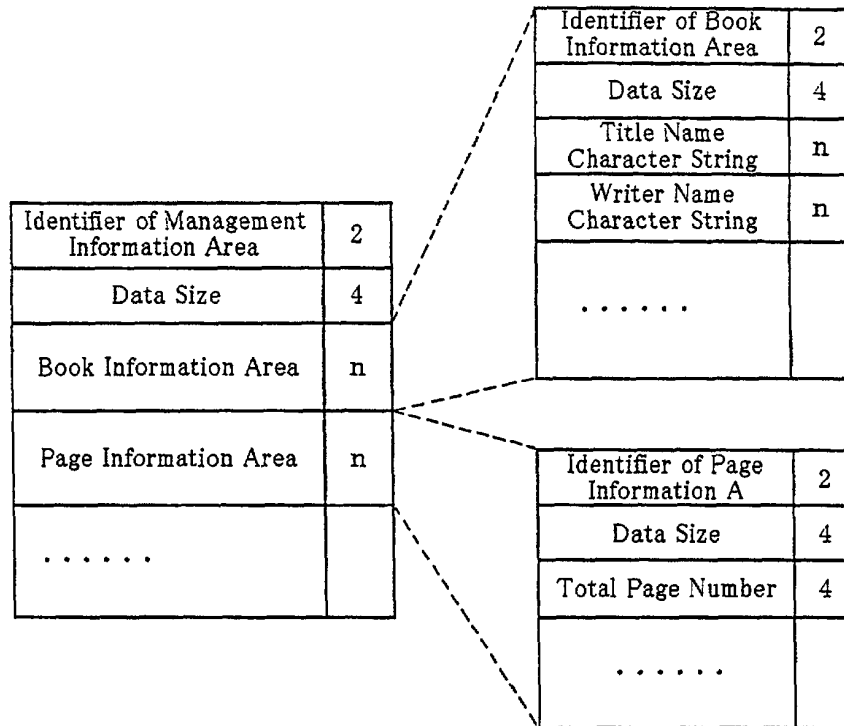 Identifier of Management
Information Area
2
Data Size
4
Book Information Area
n
Page Information Area
n
. . . . . .
Identifier of Book
Information Area
2
Data Size
4
Title Name
Character String
n
Writer Name
Character String
n
. . . . . .
Identifier of Page
Information A
2
Data Size
4
Total Page Number
4
. . . . . .